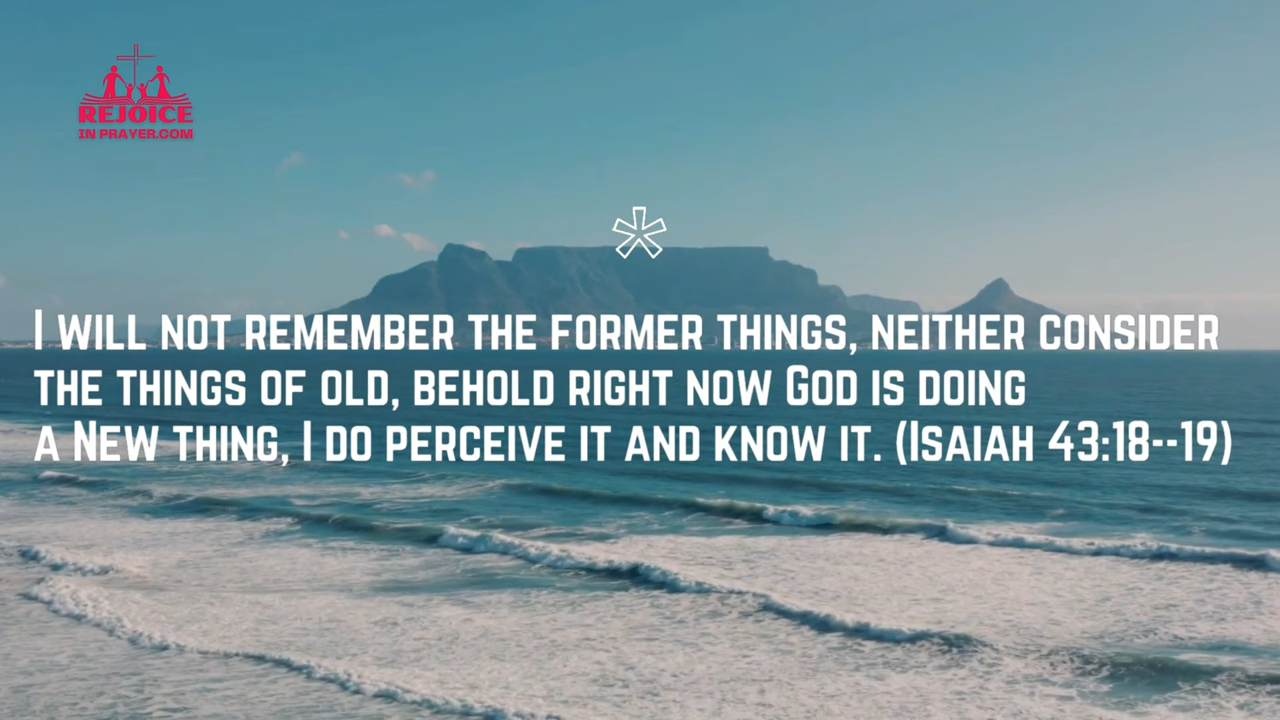 REJOICE
IN PRAYER.COM
I WILL NOT REMEMBER THE FORMER THINGS, NEITHER CONSIDER
THE THINGS OF OLD, BEHOLD RIGHT NOW GOD IS DOING
A NEW THING, I DO PERCEIVE IT AND KNOW IT. (ISAIAH 43:18--19)